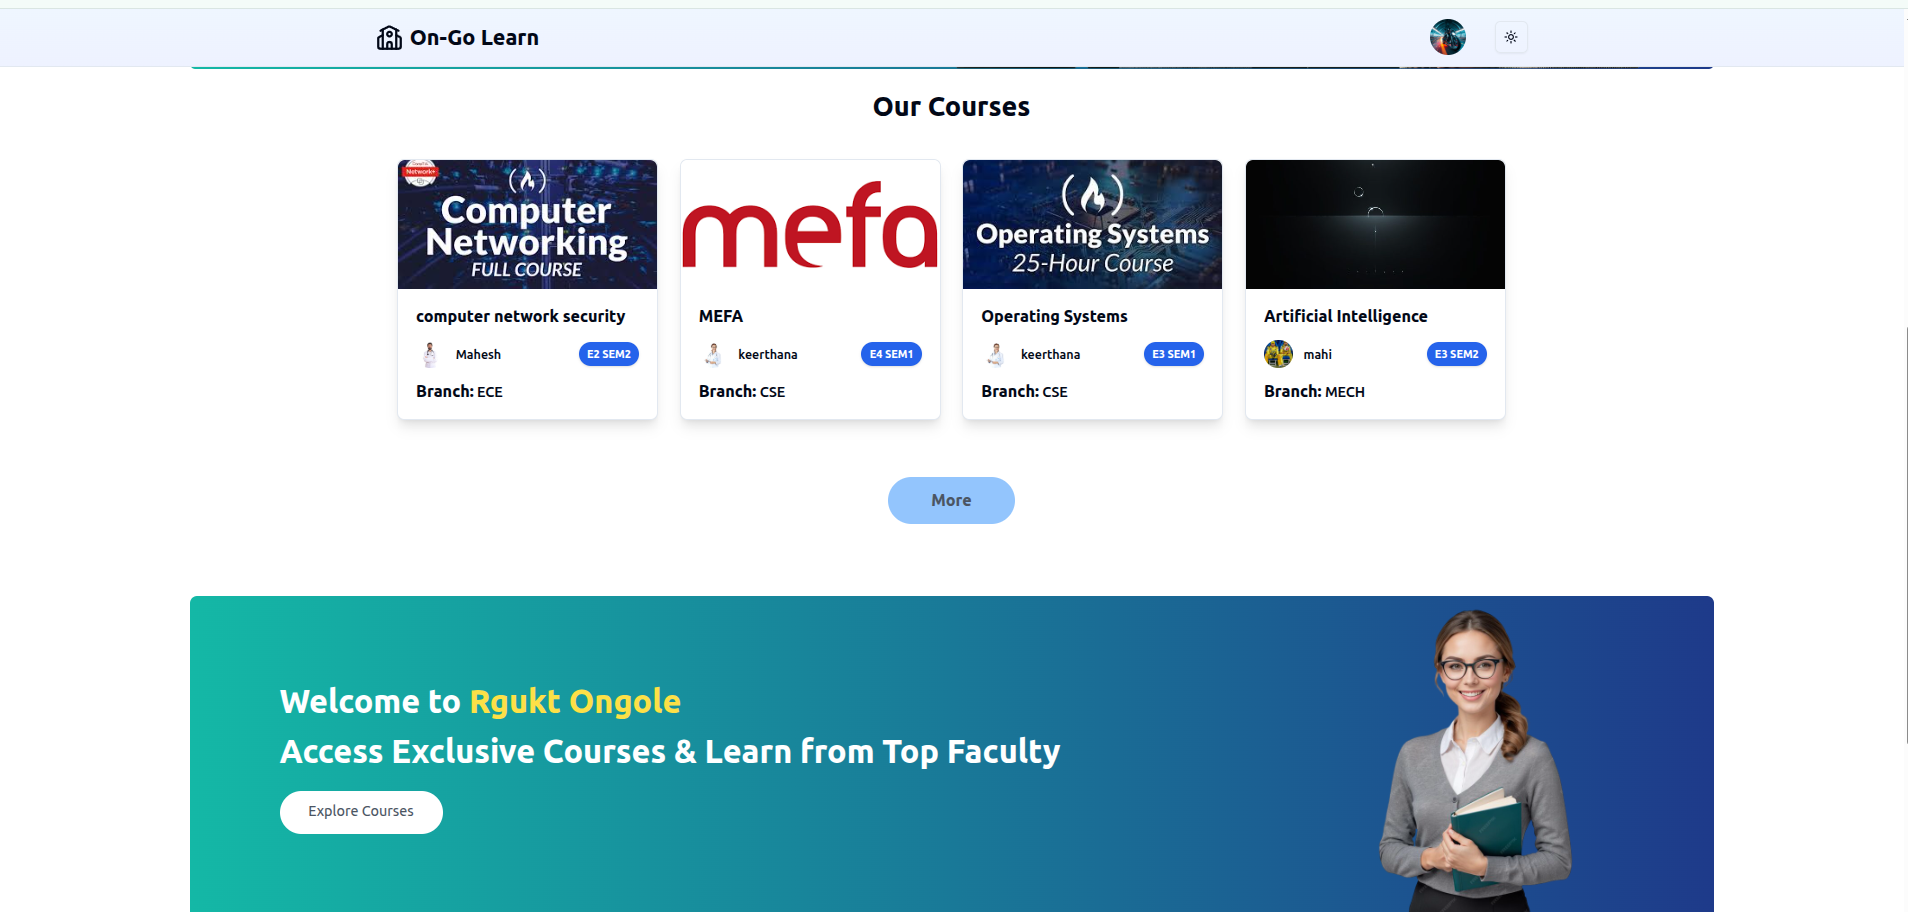 On-Go Learn
Our Courses
Network+
Computer
Networking
FULL COURSE
mefa
Operating Systems
25-Hour Course
computer network security
Mahesh
E2 SEM2
Branch: ECE
MEFA
keerthana
E4 SEM1
Branch: CSE
Operating Systems
keerthana
E3 SEM1
Branch: CSE
Artificial Intelligence
mahi
E3 SEM2
Branch: MECH
More
Welcome to Rgukt Ongole
Access Exclusive Courses & Learn from Top Faculty
Explore Courses